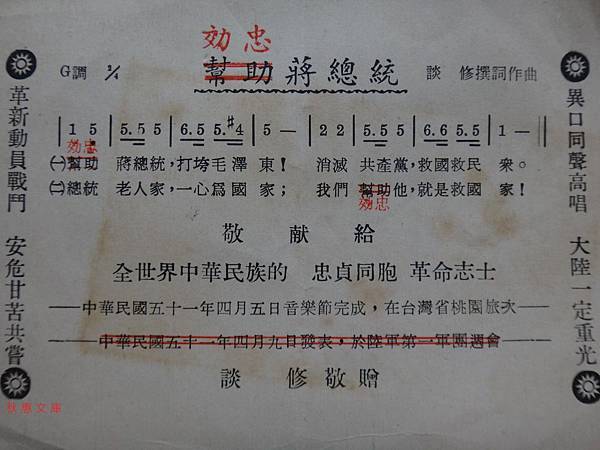 効忠
G調 2/4 幫助蔣總統 談 修撰詞作曲
1 5 | 5.5 5 | 6.5 5.#4 | 5 — | 2 2 | 5.5 5 | 6.6 5.5 | 1 — |
効忠
㈠幫助 蔣總統，打垮毛澤 東！ 消滅 共產黨，救國救民 衆。
㈡總統 老人家，一心爲國 家； 我們 幫助他，就是救國 家！
効忠
敬 献 給
全世界中華民族的 忠貞同胞 革命志士
中華民國五十一年四月五日音樂節完成，在台灣省桃園旅次
中華民國五十一年四月九日發表，於陸軍第一軍團週會
談 修敬贈
異口同聲高唱 大陸一定重光
革新動員戰鬥 安危甘苦共嘗
秋惠文庫